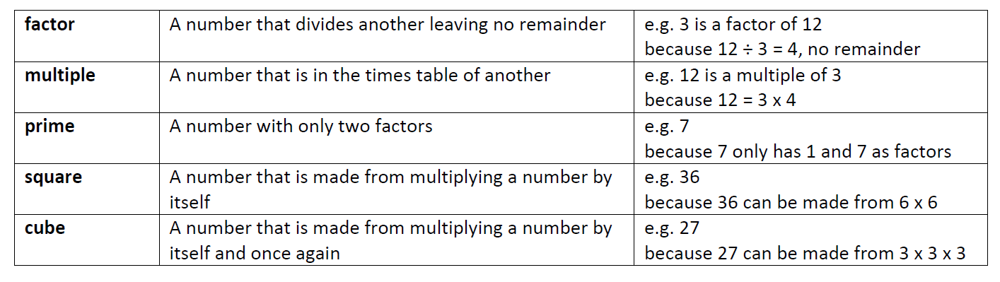 factor A number that divides another leaving no remainder e.g. 3 is a factor of 12
because 12 ÷ 3 = 4, no remainder
multiple A number that is in the times table of another e.g. 12 is a multiple of 3
because 12 = 3 x 4
prime A number with only two factors e.g. 7
because 7 only has 1 and 7 as factors
square A number that is made from multiplying a number by e.g. 36
itself because 36 can be made from 6 x 6
cube A number that is made from multiplying a number by e.g. 27
itself and once again because 27 can be made from 3 x 3 x 3